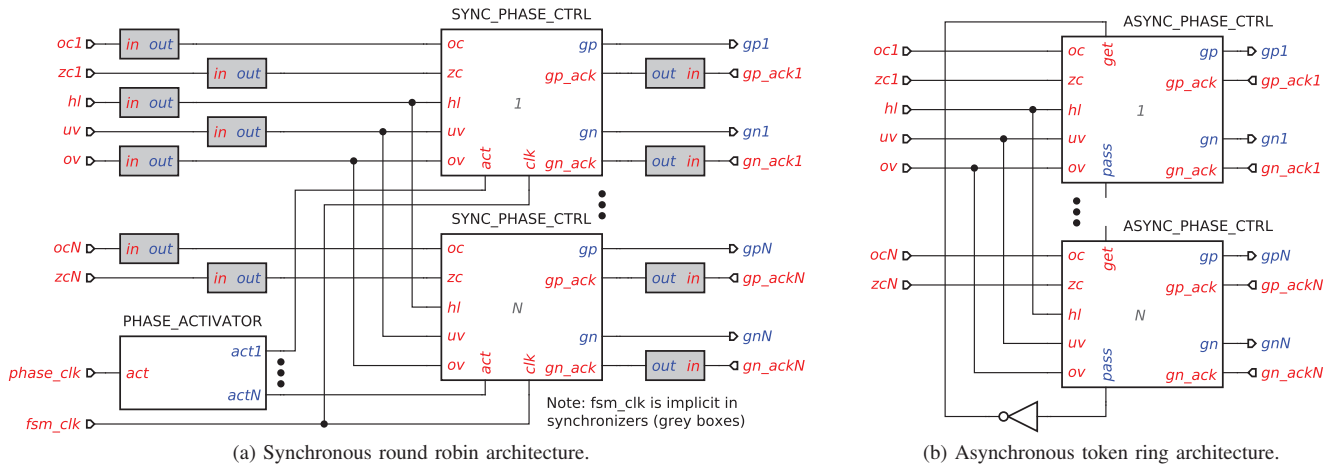 SYNC_PHASE_CTRL
oc1 in out oc gp gp1
zc1 in out zc gp_ack out in gp_ack1
hl in out hl 1
uv in out uv gn gn1
ov in out ov act clk gn_ack out in gn_ack1
SYNC_PHASE_CTRL
ocN in out oc gp gpN
zcN in out zc gp_ack out in gp_ackN
hl N
uv gn gnN
ov act clk gn_ack out in gn_ackN
PHASE_ACTIVATOR
act1
phase_clk act
actN
fsm_clk
Note: fsm_clk is implicit in
synchronizers (grey boxes)
(a) Synchronous round robin architecture.
ASYNC_PHASE_CTRL
oc1 oc get gp gp1
zc1 zc gp_ack gp_ack1
hl hl 1
uv uv gn gn1
ov ov pass gn_ack gn_ack1
ASYNC_PHASE_CTRL
ocN oc get gp gpN
zcN zc gp_ack gp_ackN
hl N
uv gn gnN
ov pass gn_ack gn_ackN
(b) Asynchronous token ring architecture.